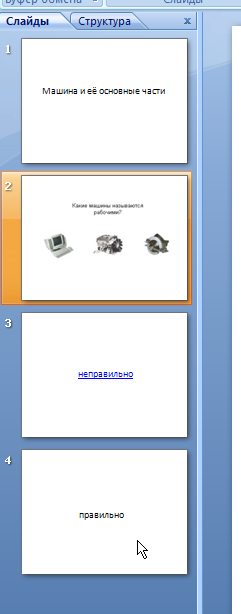 Буфер обмена
Слайды
Слайды
Структура
x
1
Машина и её основные части
2
Какие машины называются
рабочими?
3
неправильно
4
правильно